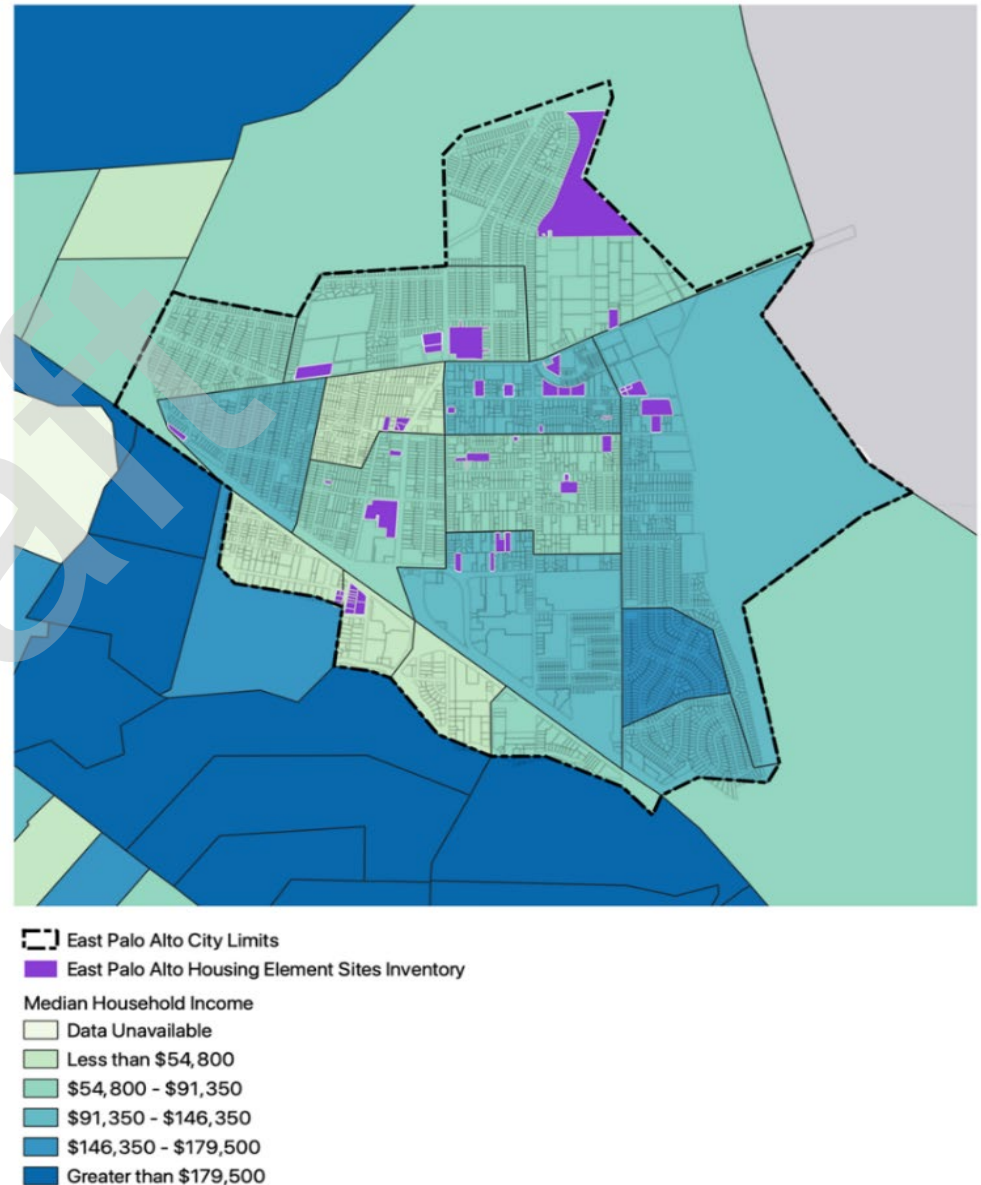 East Palo Alto City Limits
East Palo Alto Housing Element Sites Inventory
Median Household Income
Data Unavailable
Less than $54,800
$54,800 - $91,350
$91,350 - $146,350
$146,350 - $179,500
Greater than $179,500